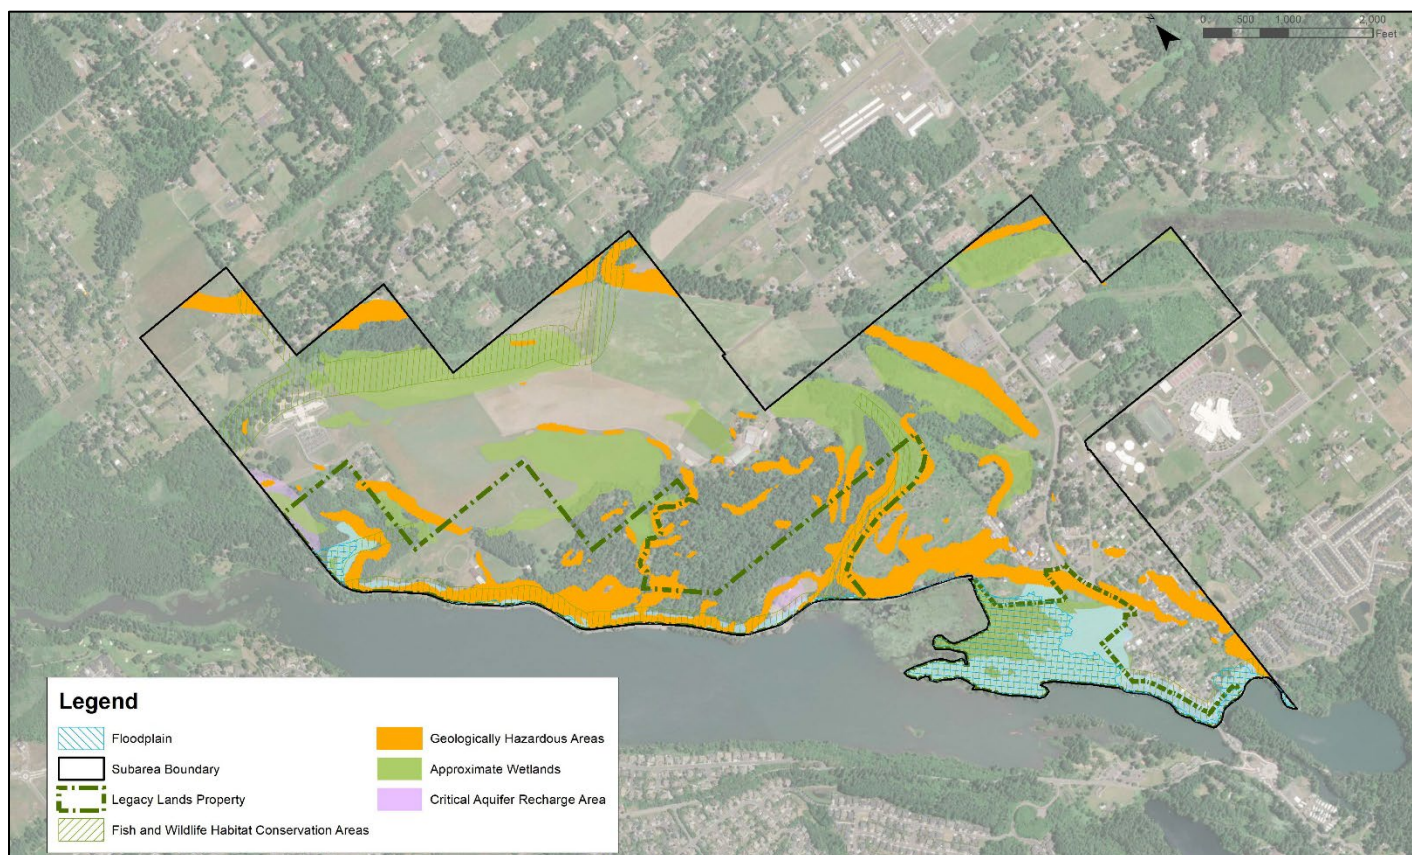 0 500 1,000 2,000
Feet
Legend
Floodplain
Subarea Boundary
Legacy Lands Property
Fish and Wildlife Habitat Conservation Areas
Geologically Hazardous Areas
Approximate Wetlands
Critical Aquifer Recharge Area